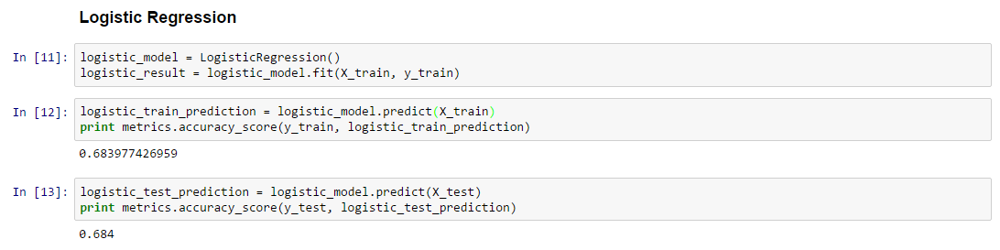 Logistic Regression
In [11]: logistic_model = LogisticRegression()
logistic_result = logistic_model.fit(X_train, y_train)
In [12]: logistic_train_prediction = logistic_model.predict(X_train)
print metrics.accuracy_score(y_train, logistic_train_prediction)
0.683977426959
In [13]: logistic_test_prediction = logistic_model.predict(X_test)
print metrics.accuracy_score(y_test, logistic_test_prediction)
0.684